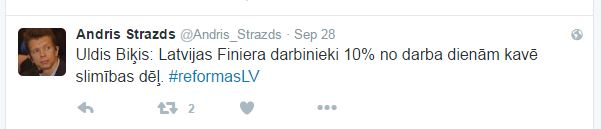 Andris Strazds @Andris_Strazds · Sep 28
Uldis Biķis: Latvijas Finiera darbinieki 10% no darba dienām kavē
slimības dēļ. #reformasLV
2